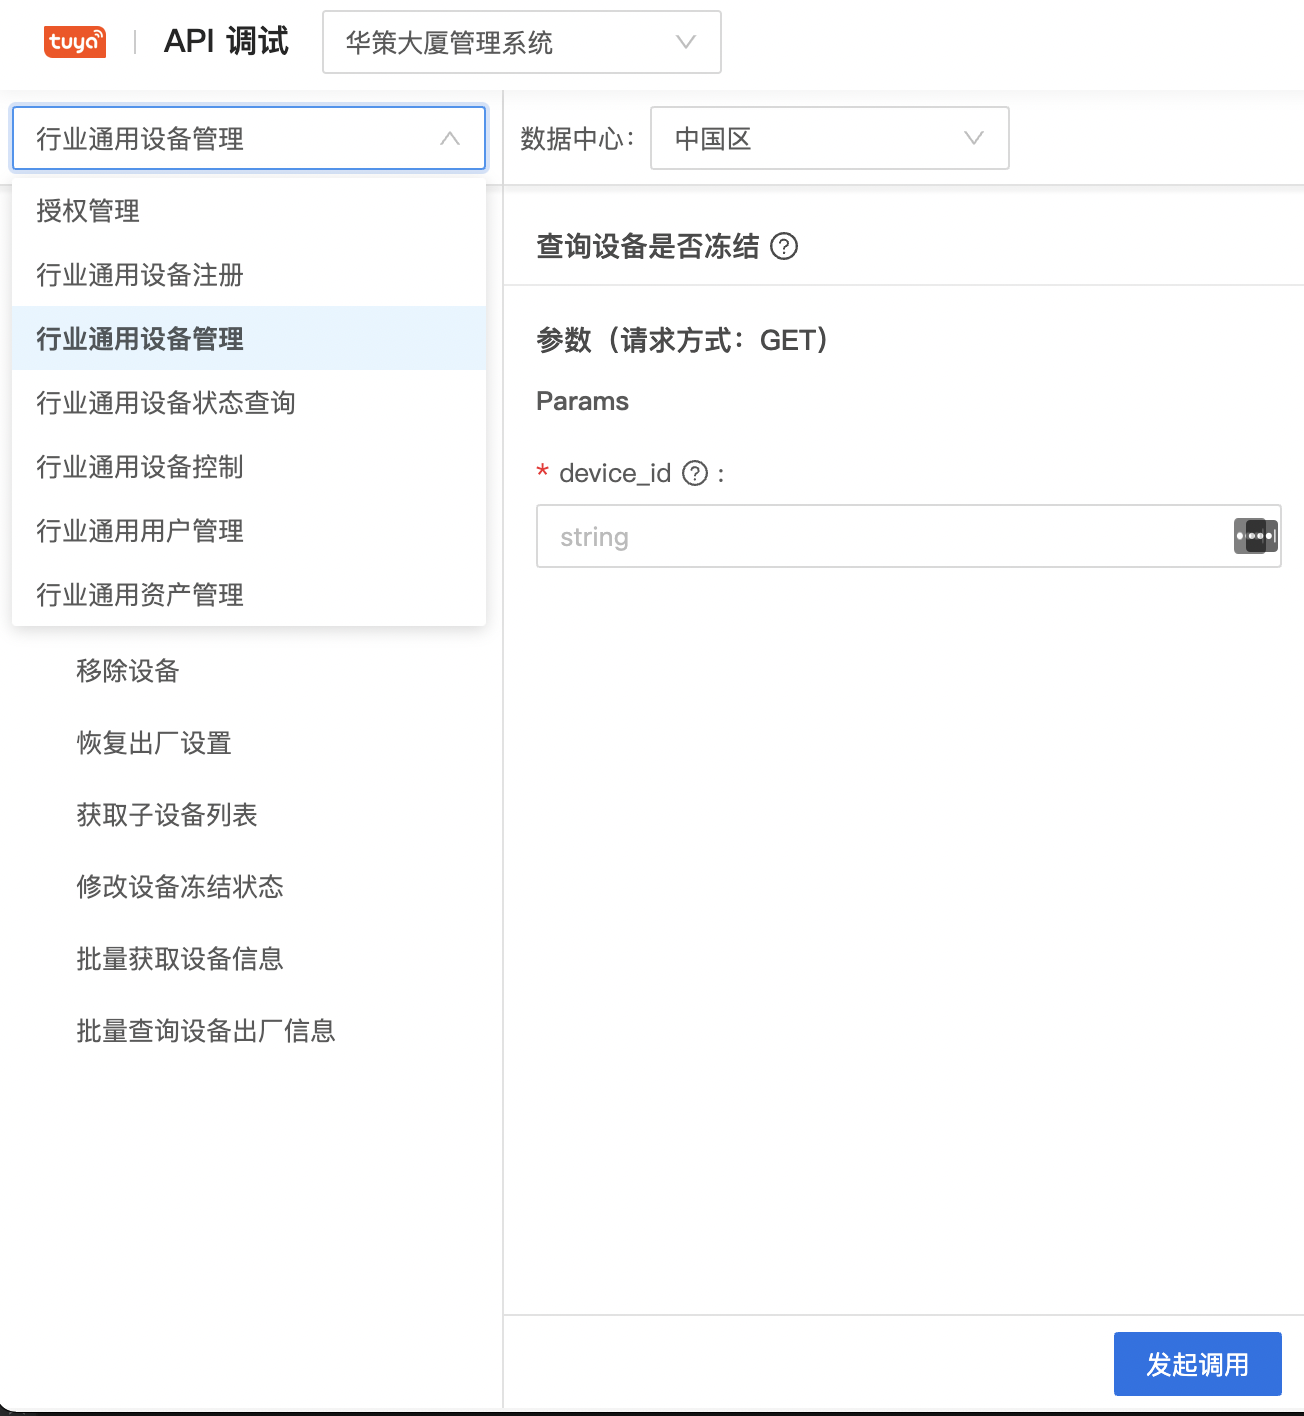 tuya
API 调试
华策大厦管理系统
行业通用设备管理
数据中心：
中国区
授权管理
行业通用设备注册
行业通用设备管理
行业通用设备状态查询
行业通用设备控制
行业通用用户管理
行业通用资产管理
移除设备
恢复出厂设置
获取子设备列表
修改设备冻结状态
批量获取设备信息
批量查询设备出厂信息
查询设备是否冻结
参数（请求方式：GET）
Params
* device_id :
string
发起调用